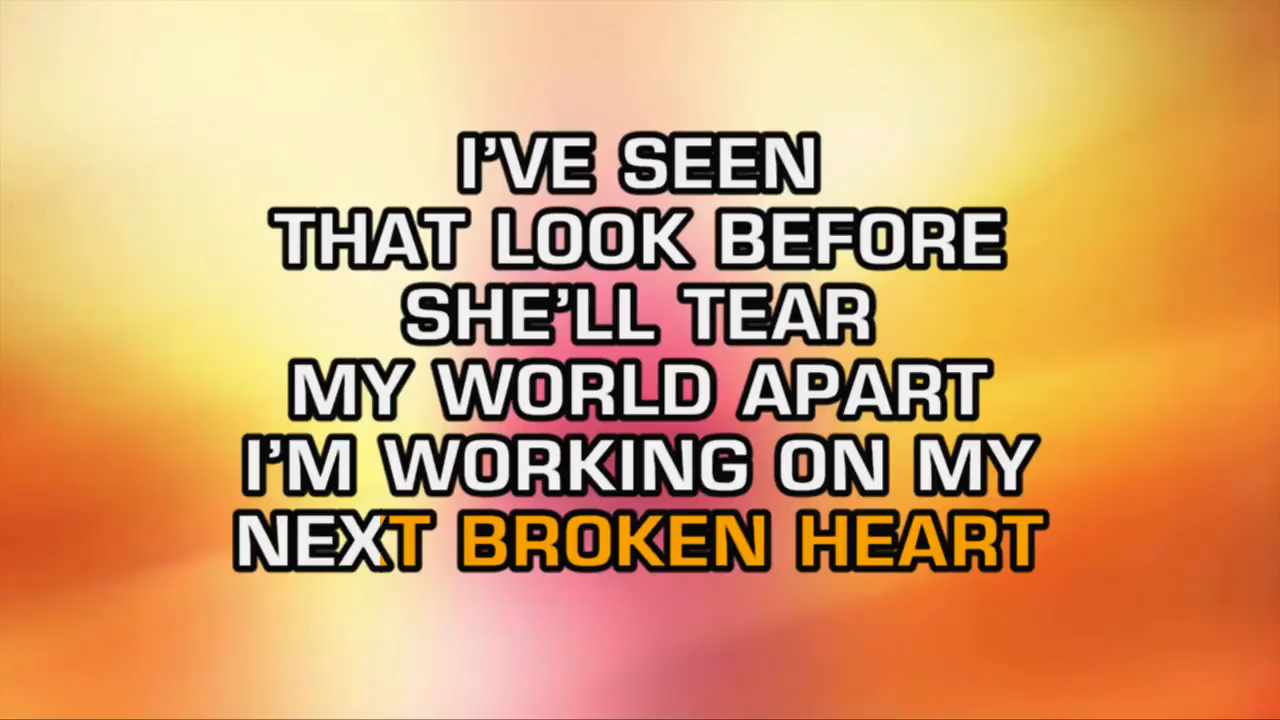 I'VE SEEN
THAT LOOK BEFORE
SHE'LL TEAR
MY WORLD APART
I'M WORKING ON MY
NEXT BROKEN HEART